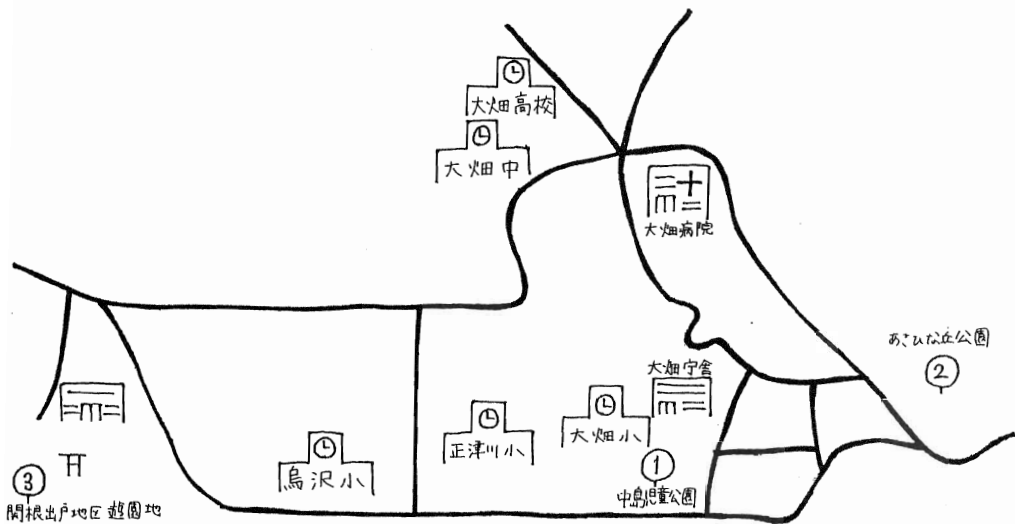 大畑高校
大畑中
大畑病院
あさひな丘公園
②
大畑庁舎
大畑小
正津川小
烏沢小
①
中島児童公園
③
関根出戸地区遊園地